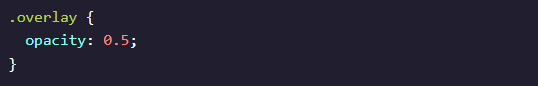 .overlay {
  opacity: 0.5;
}